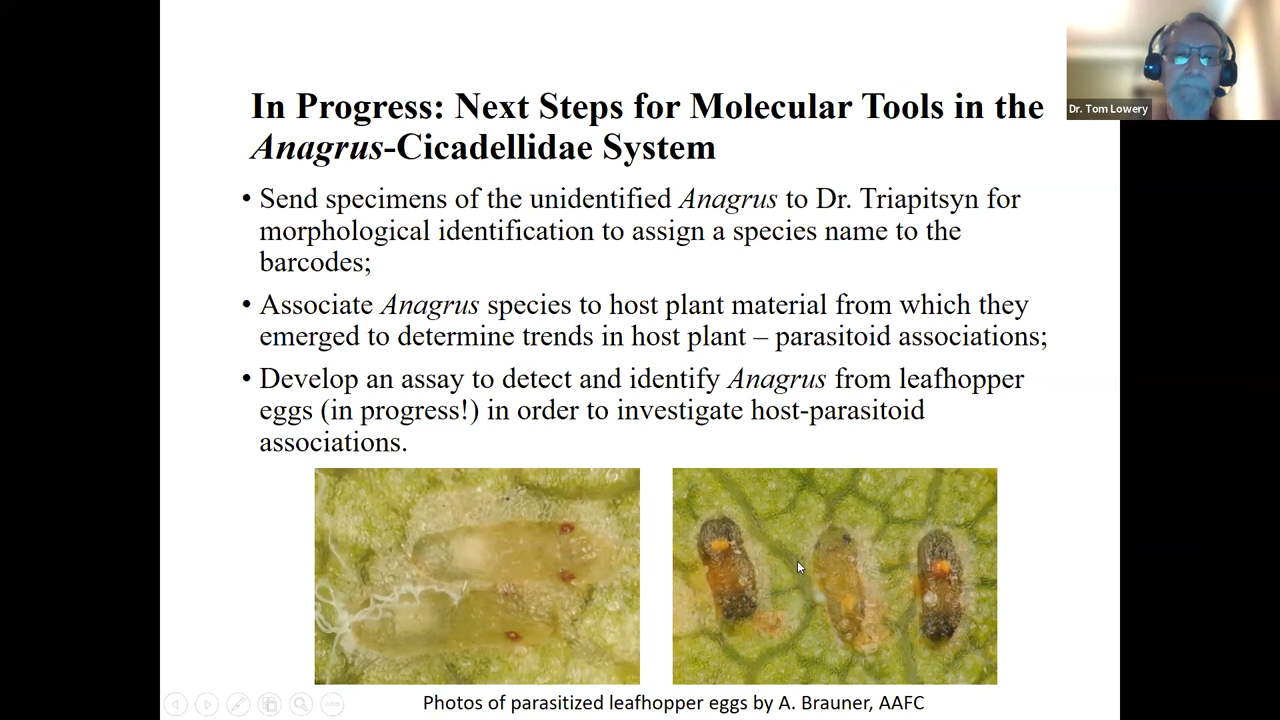 In Progress: Next Steps for Molecular Tools in the
Anagrus-Cicadellidae System
• Send specimens of the unidentified Anagrus to Dr. Triapitsyn for
morphological identification to assign a species name to the
barcodes;
• Associate Anagrus species to host plant material from which they
emerged to determine trends in host plant – parasitoid associations;
• Develop an assay to detect and identify Anagrus from leafhopper
eggs (in progress!) in order to investigate host-parasitoid
associations.
Photos of parasitized leafhopper eggs by A. Brauner, AAFC
Dr. Tom Lowery